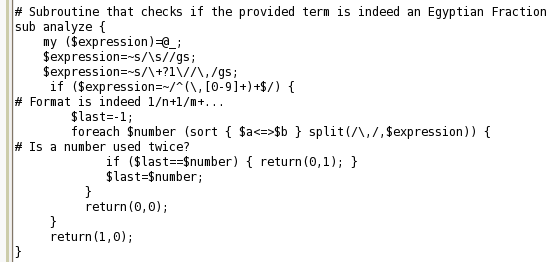 # Subroutine that checks if the provided term is indeed an Egyptian Fraction
sub analyze {
    my ($expression)=@_;
    $expression=~s/\s//gs;
    $expression=~s/\+?1\//\,/gs;
     if ($expression=~/^(\,[0-9]+)+$/) {
# Format is indeed 1/n+1/m+...
        $last=-1;
        foreach $number (sort { $a<=>$b } split(/\,/,$expression)) {
# Is a number used twice?
             if ($last==$number) { return(0,1); }
             $last=$number;
          }
          return(0,0);
     }
     return(1,0);
}